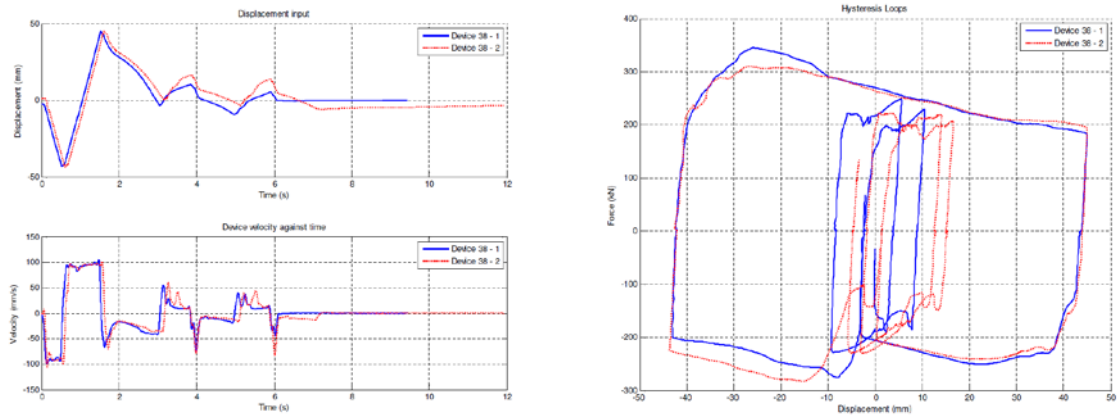 Displacement input
50
0
-50
Displacement (mm)
0 2 4 6 8 10 12
Time (s)
Device 38 - 1
Device 38 - 2
Device velocity against time
150
100
50
0
-50
-100
-150
Velocity (mm/s)
0 2 4 6 8 10 12
Time (s)
Device 38 - 1
Device 38 - 2
Hysteresis Loops
400
300
200
100
0
-100
-200
-300
Force (kN)
-50 -40 -30 -20 -10 0 10 20 30 40 50
Displacement (mm)
Device 38 - 1
Device 38 - 2